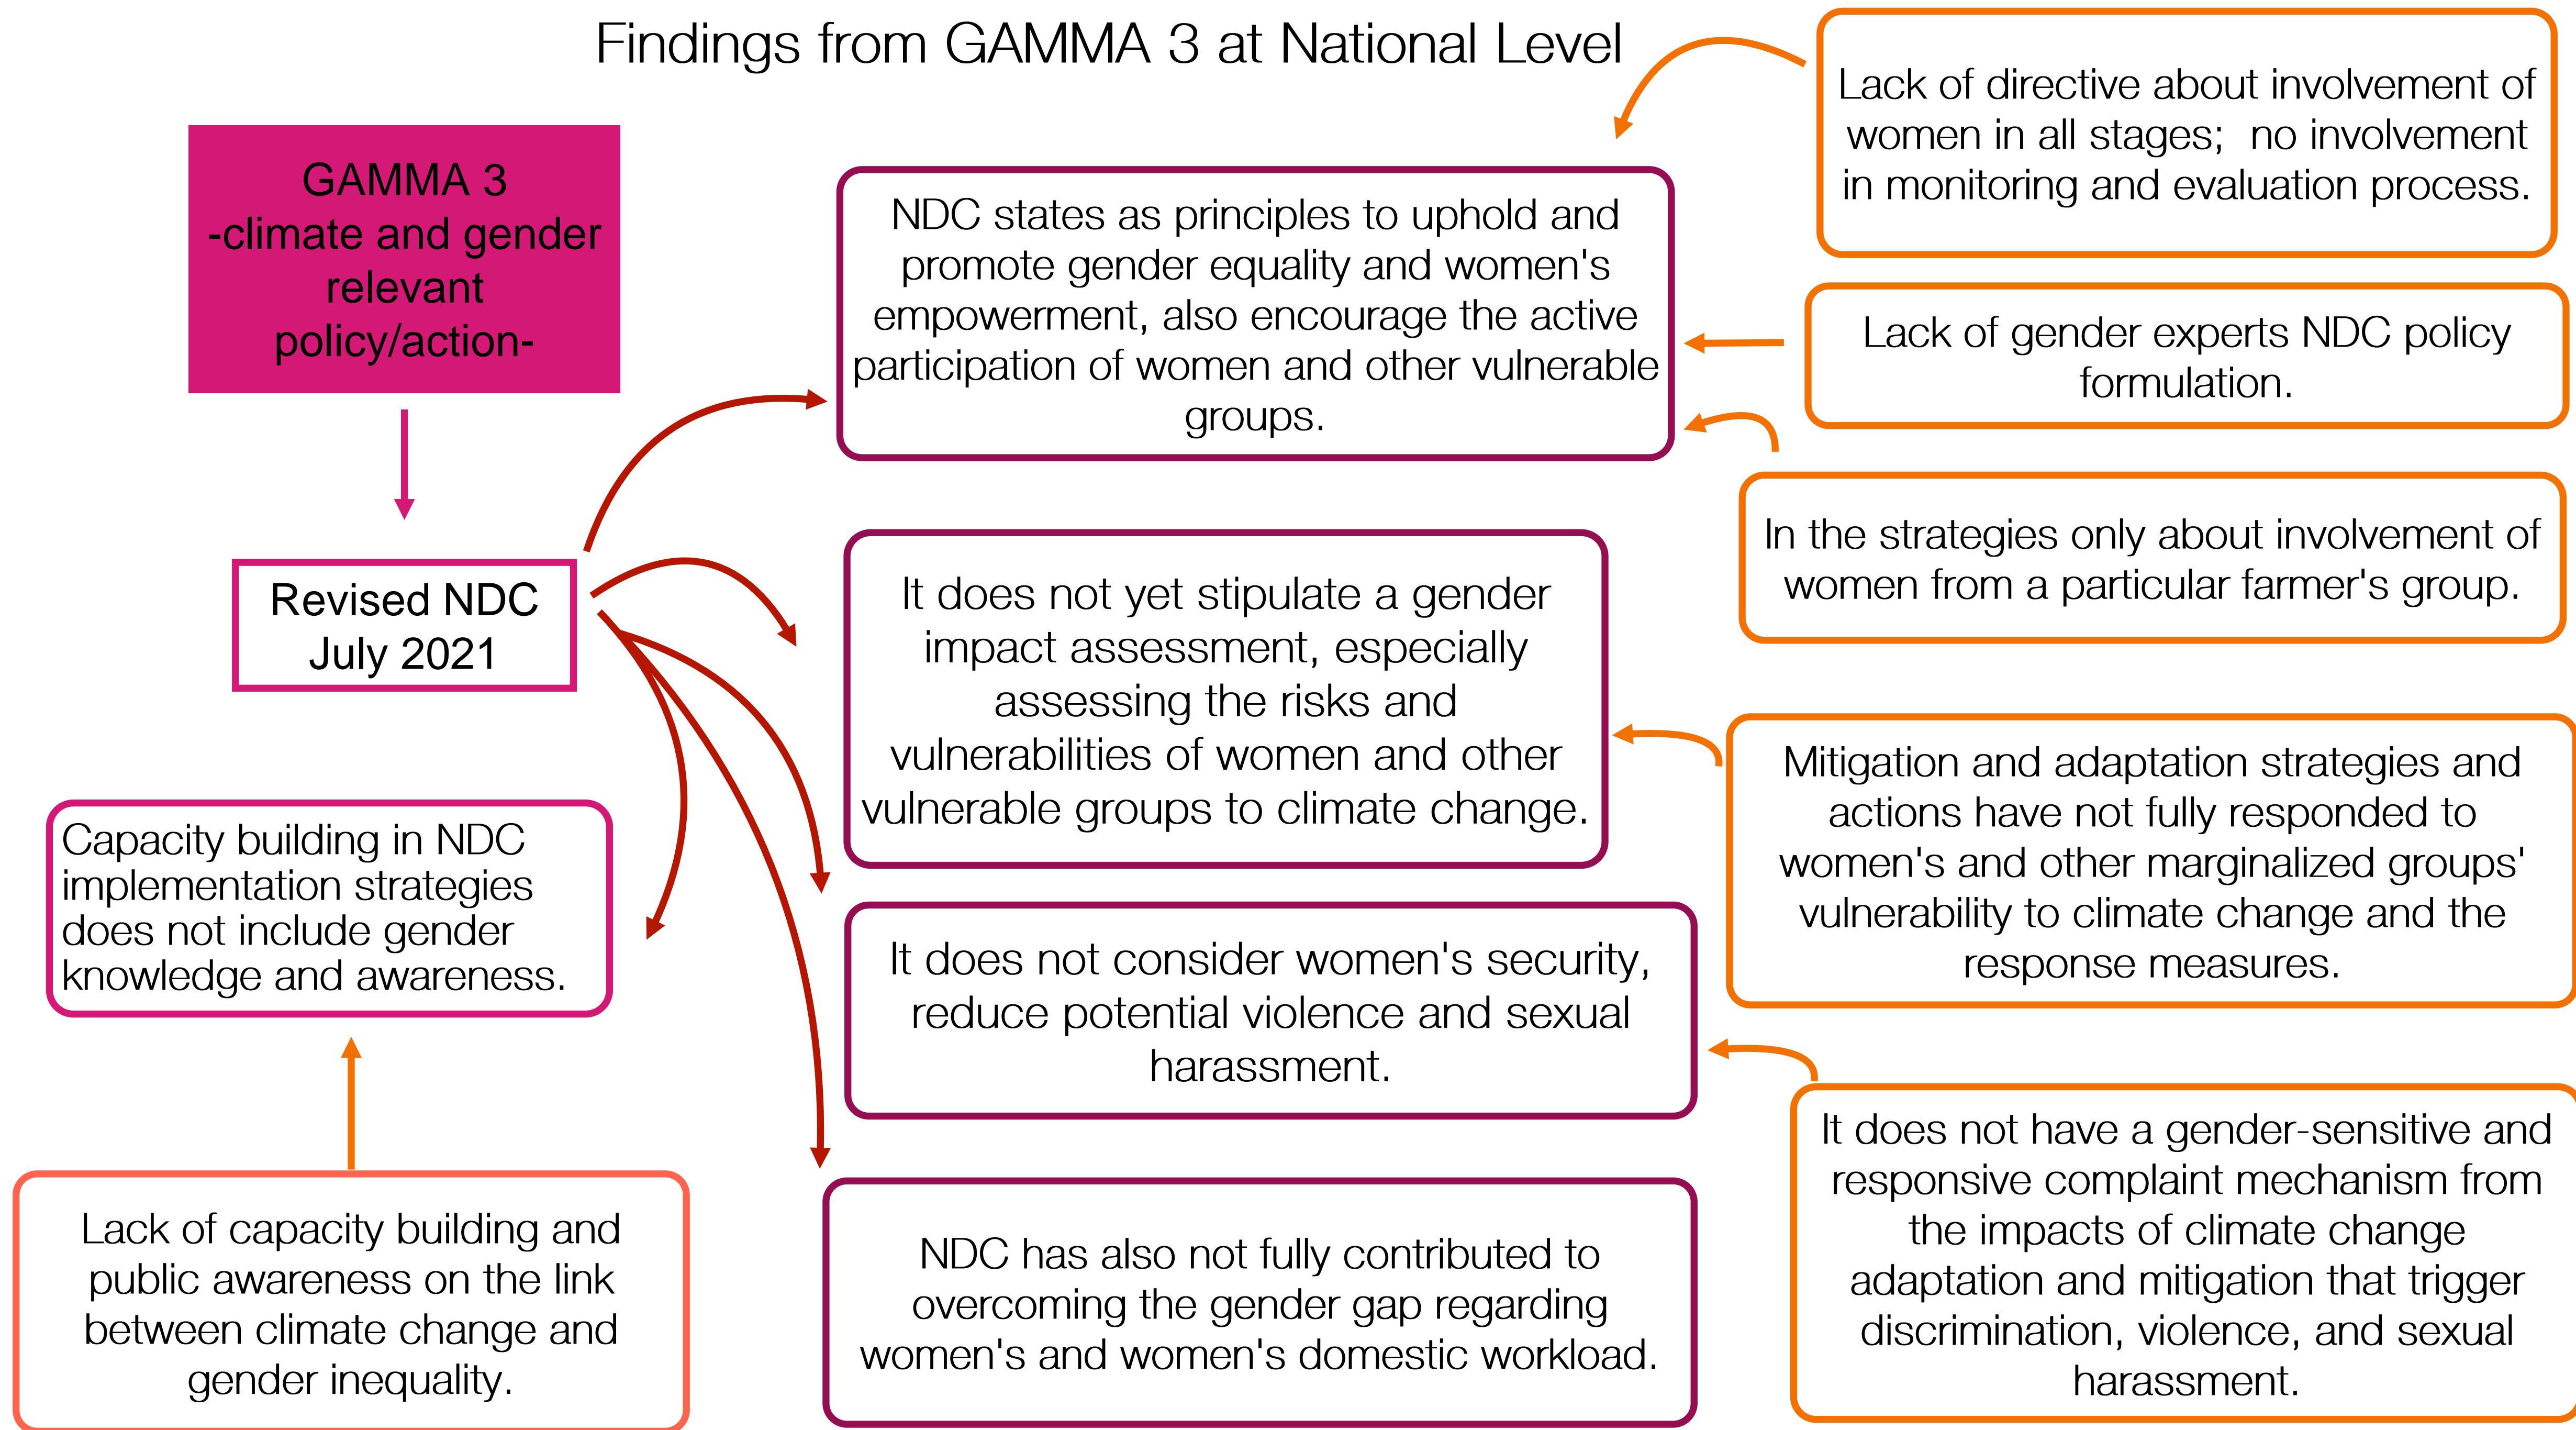 Findings from GAMMA 3 at National Level
GAMMA 3
-climate and gender
relevant
policy/action-
Revised NDC
July 2021
Capacity building in NDC
implementation strategies
does not include gender
knowledge and awareness.
Lack of capacity building and
public awareness on the link
between climate change and
gender inequality.
NDC states as principles to uphold and
promote gender equality and women's
empowerment, also encourage the active
participation of women and other vulnerable
groups.
It does not yet stipulate a gender
impact assessment, especially
assessing the risks and
vulnerabilities of women and other
vulnerable groups to climate change.
It does not consider women's security,
reduce potential violence and sexual
harassment.
NDC has also not fully contributed to
overcoming the gender gap regarding
women's and women's domestic workload.
Lack of directive about involvement of
women in all stages;  no involvement
in monitoring and evaluation process.
Lack of gender experts NDC policy
formulation.
In the strategies only about involvement of
women from a particular farmer's group.
Mitigation and adaptation strategies and
actions have not fully responded to
women's and other marginalized groups'
vulnerability to climate change and the
response measures.
It does not have a gender-sensitive and
responsive complaint mechanism from
the impacts of climate change
adaptation and mitigation that trigger
discrimination, violence, and sexual
harassment.